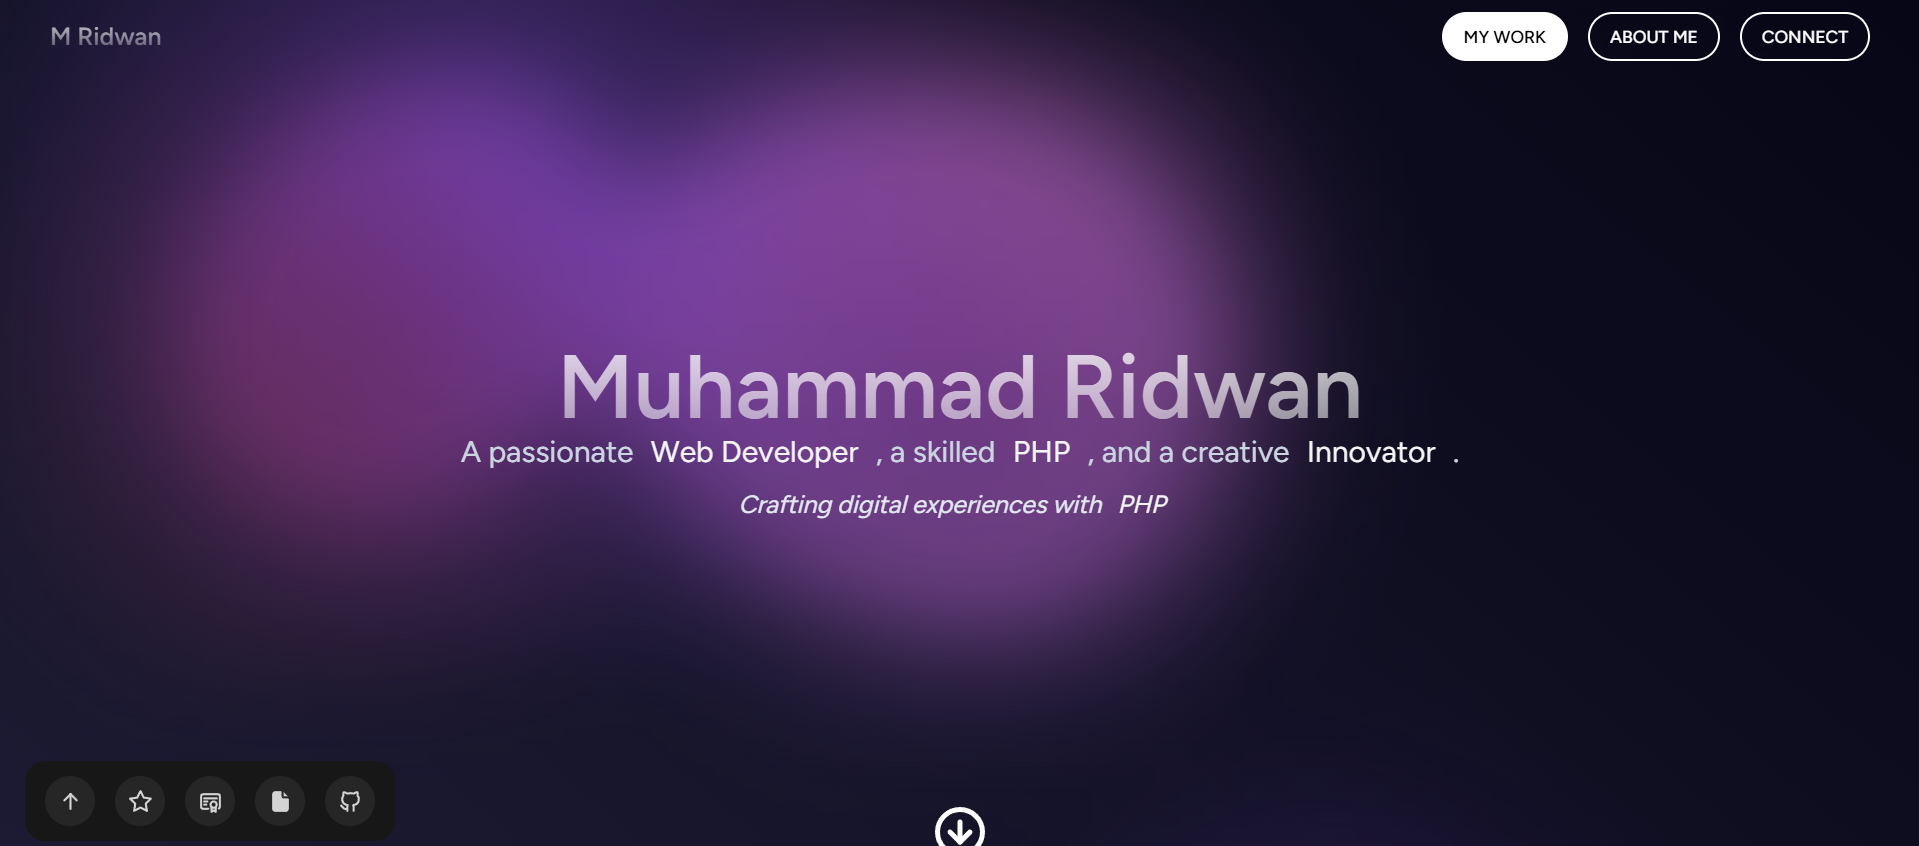 M Ridwan
MY WORK
ABOUT ME
CONNECT
Muhammad Ridwan
A passionate Web Developer , a skilled PHP , and a creative Innovator .
Crafting digital experiences with PHP